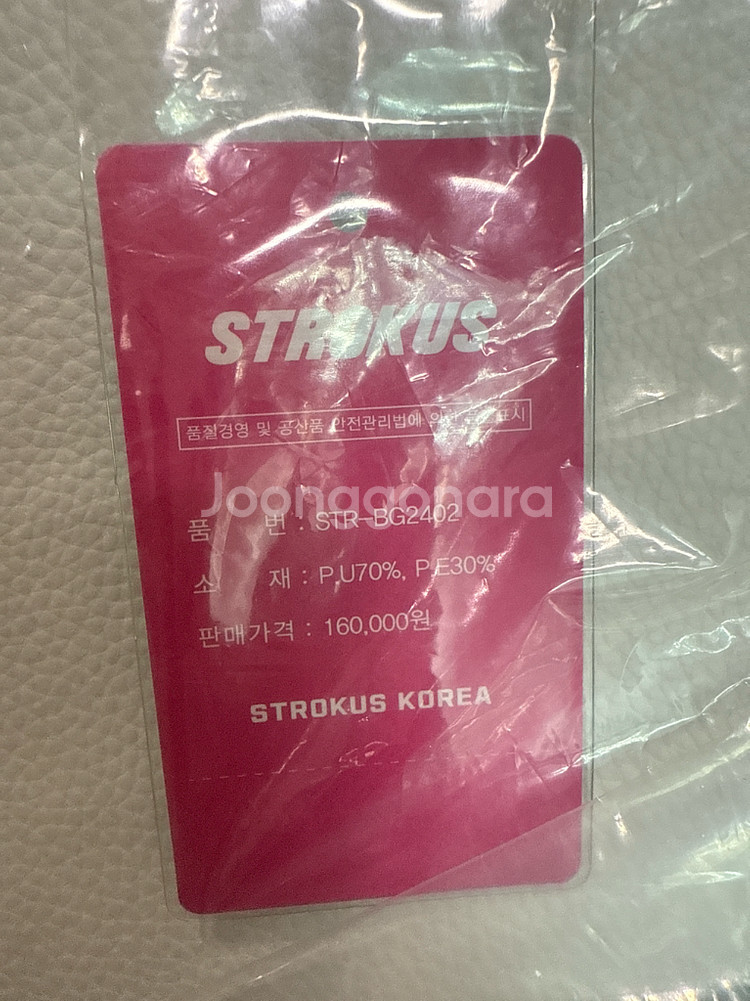 STROKUS
품질경영 및 공산품 안전관리법에 표시
Joonggonara
품 번 : STR-BG2402
소 재 : P.U70%, P.E30%
판매가격 : 160,000원
STROKUS KOREA